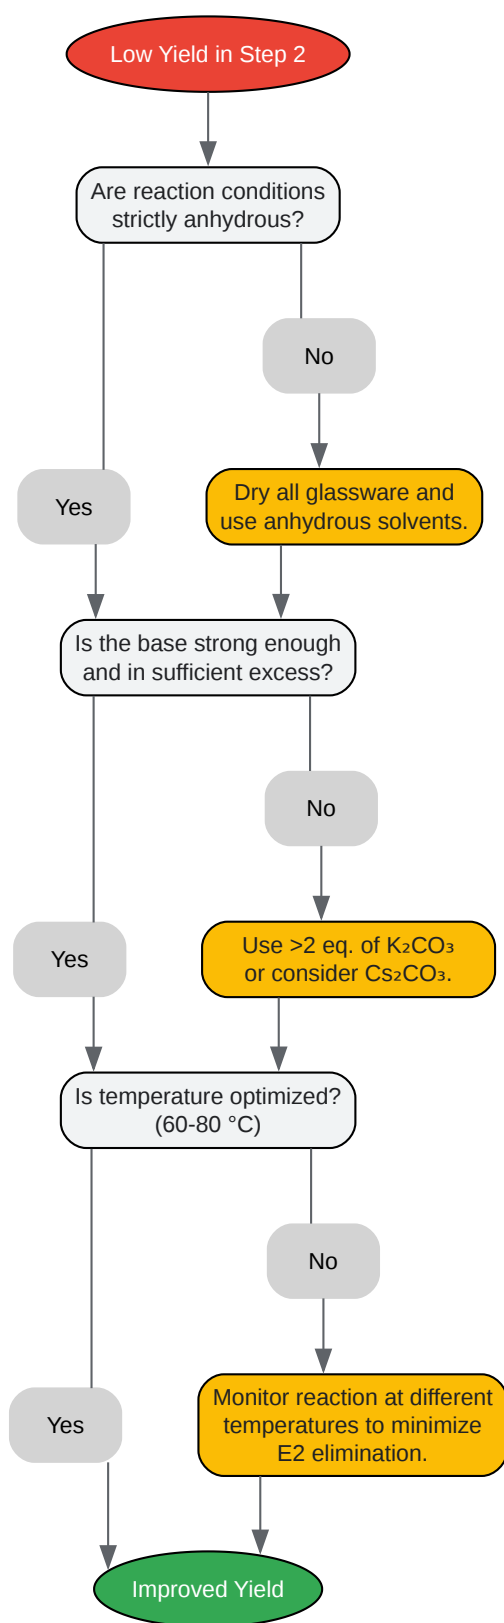 Low Yield in Step 2
Are reaction conditions
strictly anhydrous?
No
Yes
Dry all glassware and
use anhydrous solvents.
Is the base strong enough
and in sufficient excess?
No
Yes
Use >2 eq. of K₂CO₃
or consider Cs₂CO₃.
Is temperature optimized?
(60-80 °C)
No
Yes
Monitor reaction at different
temperatures to minimize
E2 elimination.
Improved Yield